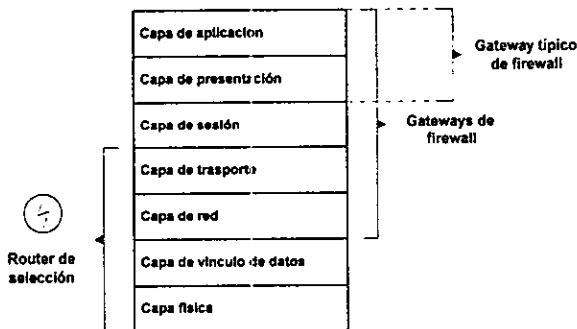 Capa de aplicacion
Capa de presentación
Capa de sesión
Capa de trasporte
Capa de red
Capa de vinculo de datos
Capa fisica
Gateway típico
de firewall
Gateways de
firewall
Router de
selección